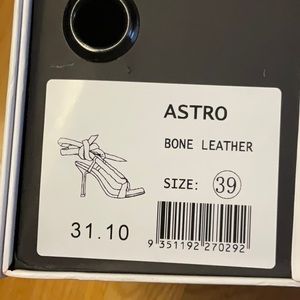 ASTRO
BONE LEATHER
SIZE: 39
31.10
9 351192 270292